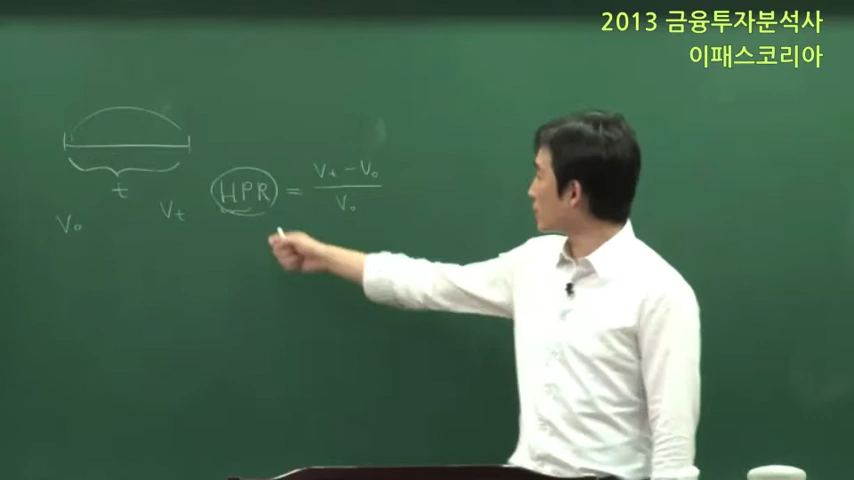 2013 금융투자분석사
이패스코리아
t
V₀
V_t
HPR = (V_t - V₀) / V₀